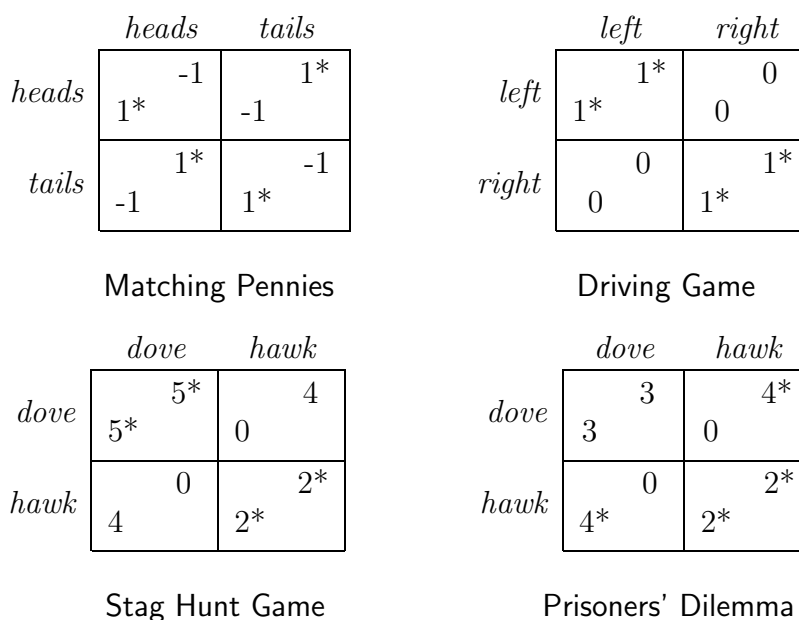 heads tails
heads -1 1*
1* -1
tails 1* -1
-1 1*
Matching Pennies
left right
left 1* 0
1* 0
right 0 1*
0 1*
Driving Game
dove hawk
dove 5* 4
5* 0
hawk 0 2*
4 2*
Stag Hunt Game
dove hawk
dove 3 4*
3 0
hawk 0 2*
4* 2*
Prisoners' Dilemma